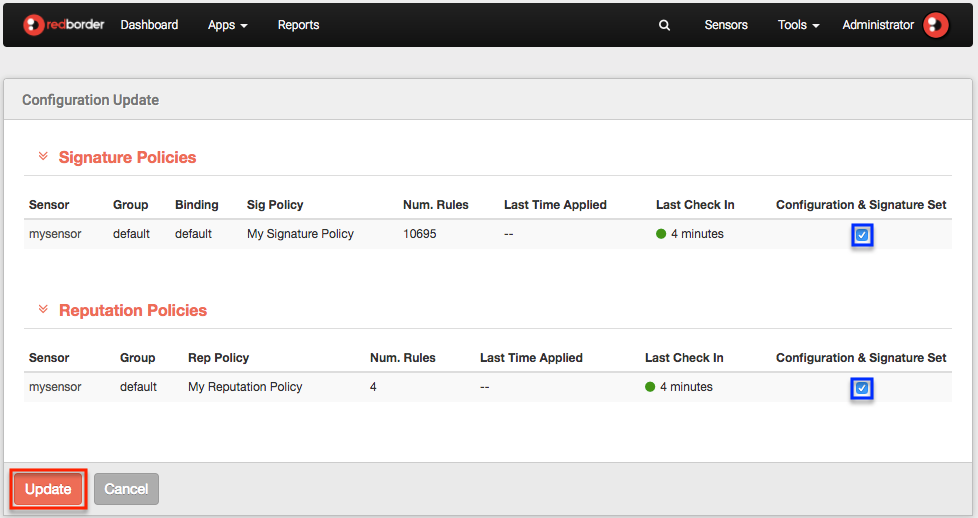 redborder Dashboard Apps Reports Sensors Tools Administrator
Configuration Update
Signature Policies
Sensor Group Binding Sig Policy Num. Rules Last Time Applied Last Check In Configuration & Signature Set
mysensor default default My Signature Policy 10695 -- 4 minutes
Reputation Policies
Sensor Group Rep Policy Num. Rules Last Time Applied Last Check In Configuration & Signature Set
mysensor default My Reputation Policy 4 -- 4 minutes
Update Cancel